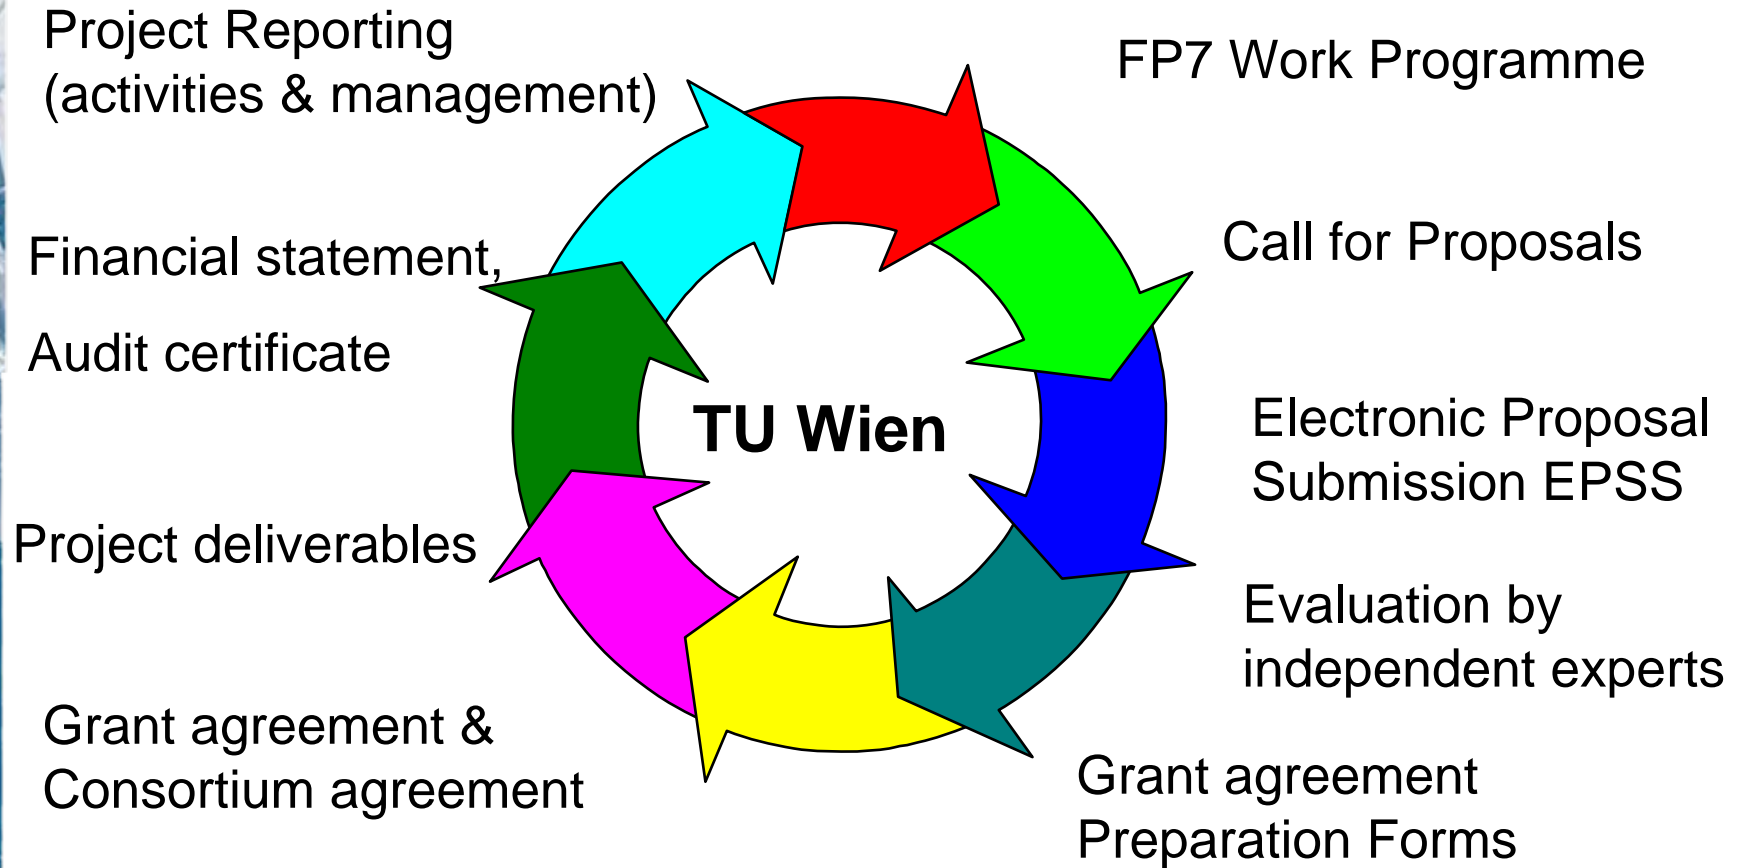 Project Reporting
(activities & management)
FP7 Work Programme
Call for Proposals
Financial statement,
Audit certificate
TU Wien
Electronic Proposal
Submission EPSS
Project deliverables
Evaluation by
independent experts
Grant agreement &
Consortium agreement
Grant agreement
Preparation Forms